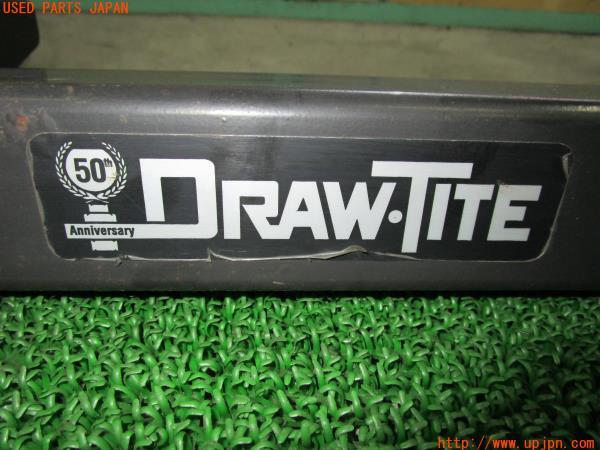 USED PARTS JAPAN
50th
Anniversary
DRAW·TITE
http://www.upjpn.com